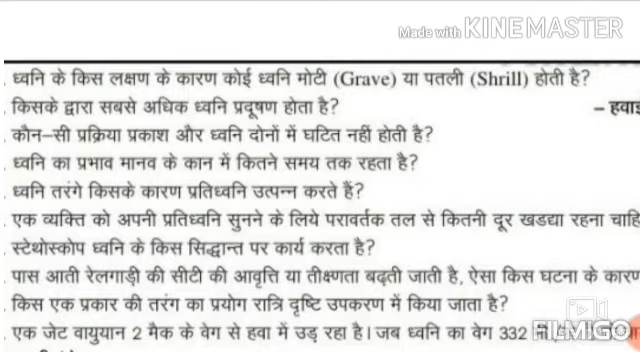 Made with KINEMASTER
ध्वनि के किस लक्षण के कारण कोई ध्वनि मोटी (Grave) या पतली (Shrill) होती है?
किसके द्वारा सबसे अधिक ध्वनि प्रदूषण होता है? – हवाई
कौन-सी प्रक्रिया प्रकाश और ध्वनि दोनों में घटित नहीं होती है?
ध्वनि का प्रभाव मानव के कान में कितने समय तक रहता है?
ध्वनि तरंगे किसके कारण प्रतिध्वनि उत्पन्न करते हैं?
एक व्यक्ति को अपनी प्रतिध्वनि सुनने के लिये परावर्तक तल से कितनी दूर खडद्या रहना चाहि
स्टेथोस्कोप ध्वनि के किस सिद्धान्त पर कार्य करता है?
पास आती रेलगाड़ी की सीटी की आवृत्ति या तीक्ष्णता बढ़ती जाती है, ऐसा किस घटना के कारण
किस एक प्रकार की तरंग का प्रयोग रात्रि दृष्टि उपकरण में किया जाता है?
एक जेट वायुयान 2 मैक के वेग से हवा में उड़ रहा है। जब ध्वनि का वेग 332 मी
FILMIGO